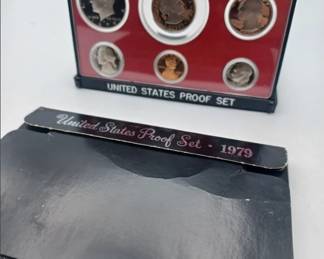 UNITED STATES PROOF SET
United States Proof Set • 1979